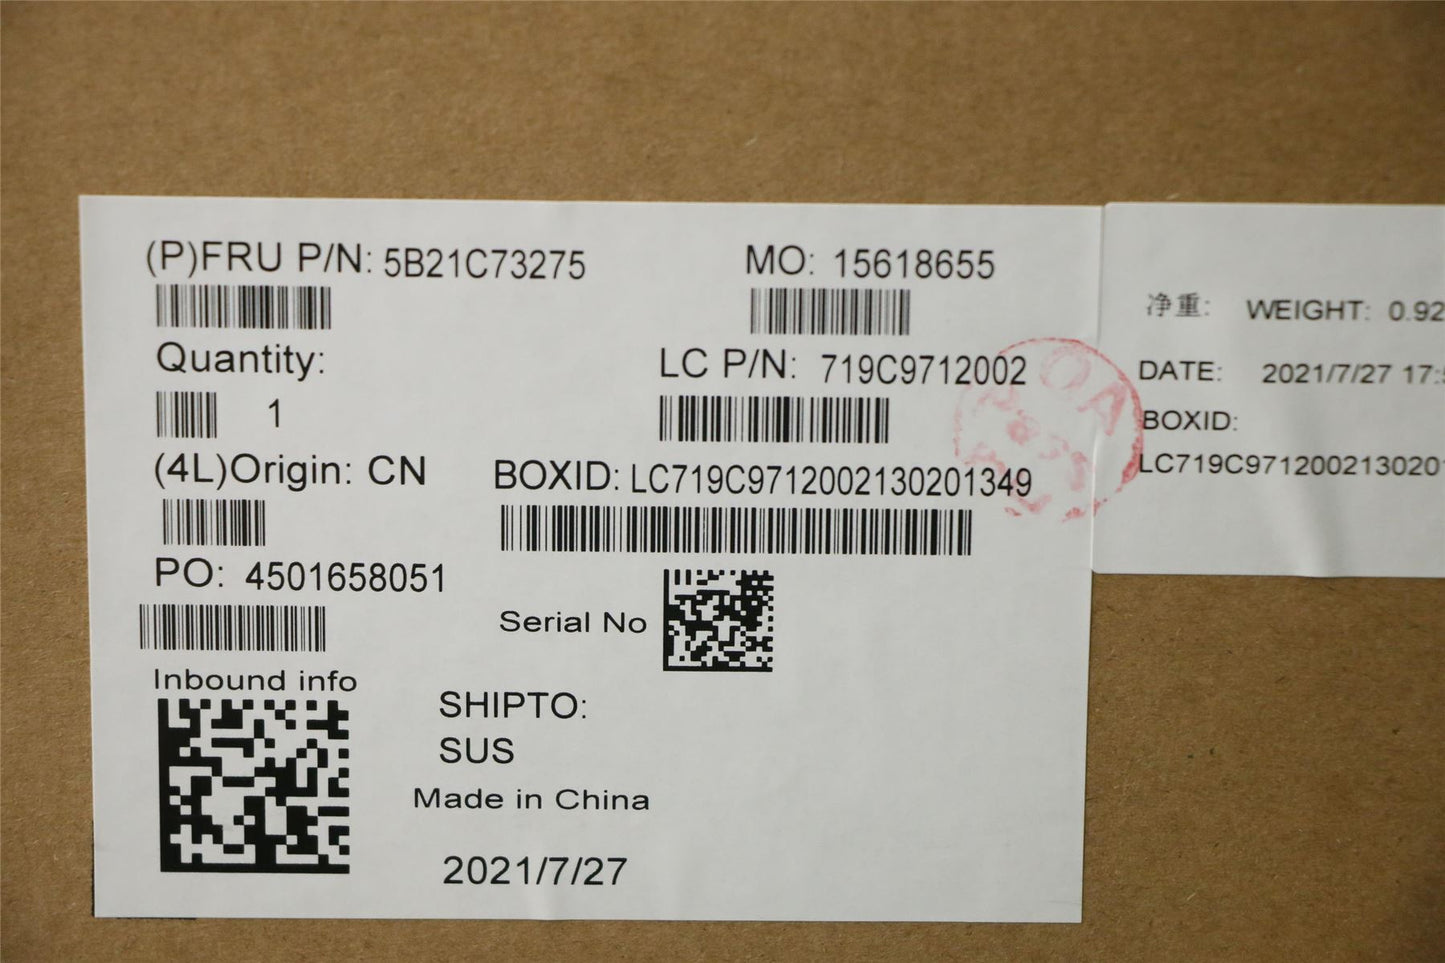 (P)FRU P/N: 5B21C73275
MO: 15618655
Quantity:
1
LC P/N: 719C9712002
(4L)Origin: CN
BOXID: LC719C9712002130201349
PO: 4501658051
Serial No
Inbound info
SHIPTO:
SUS
Made in China
2021/7/27
净重: WEIGHT: 0.92
DATE: 2021/7/27 17:
BOXID:
LC719C9712002130201